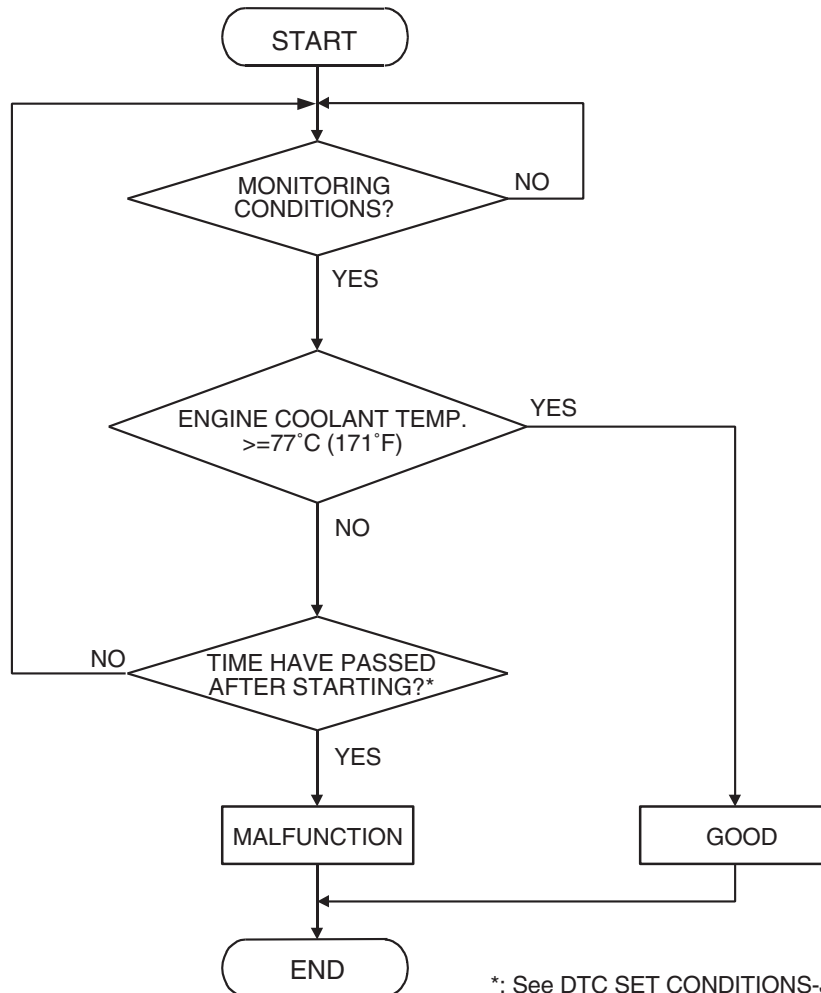 START
MONITORING
CONDITIONS?
NO
YES
ENGINE COOLANT TEMP.
>=77˚C (171˚F)
YES
NO
TIME HAVE PASSED
AFTER STARTING?*
NO
YES
MALFUNCTION
GOOD
END
*: See DTC SET CONDITIONS-